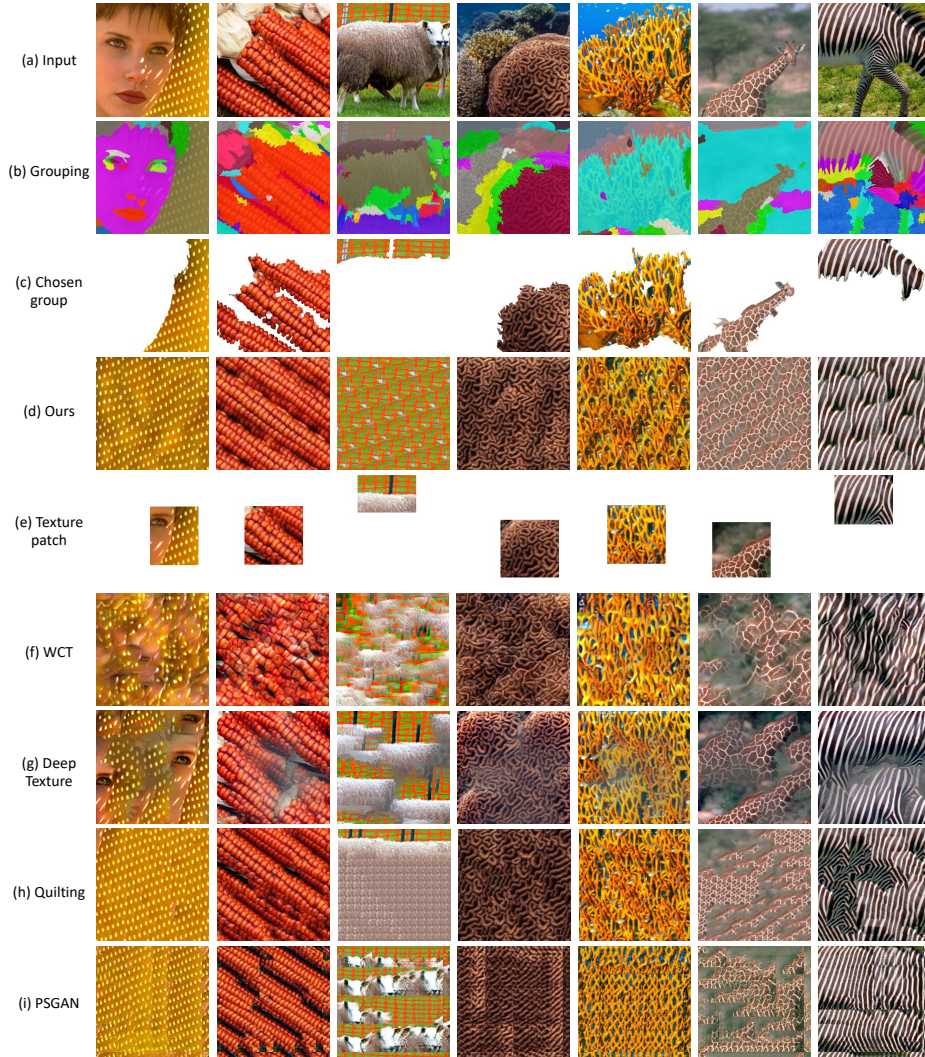 (a) Input
(b) Grouping
(c) Chosen
group
(d) Ours
(e) Texture
patch
(f) WCT
(g) Deep
Texture
(h) Quilting
(i) PSGAN